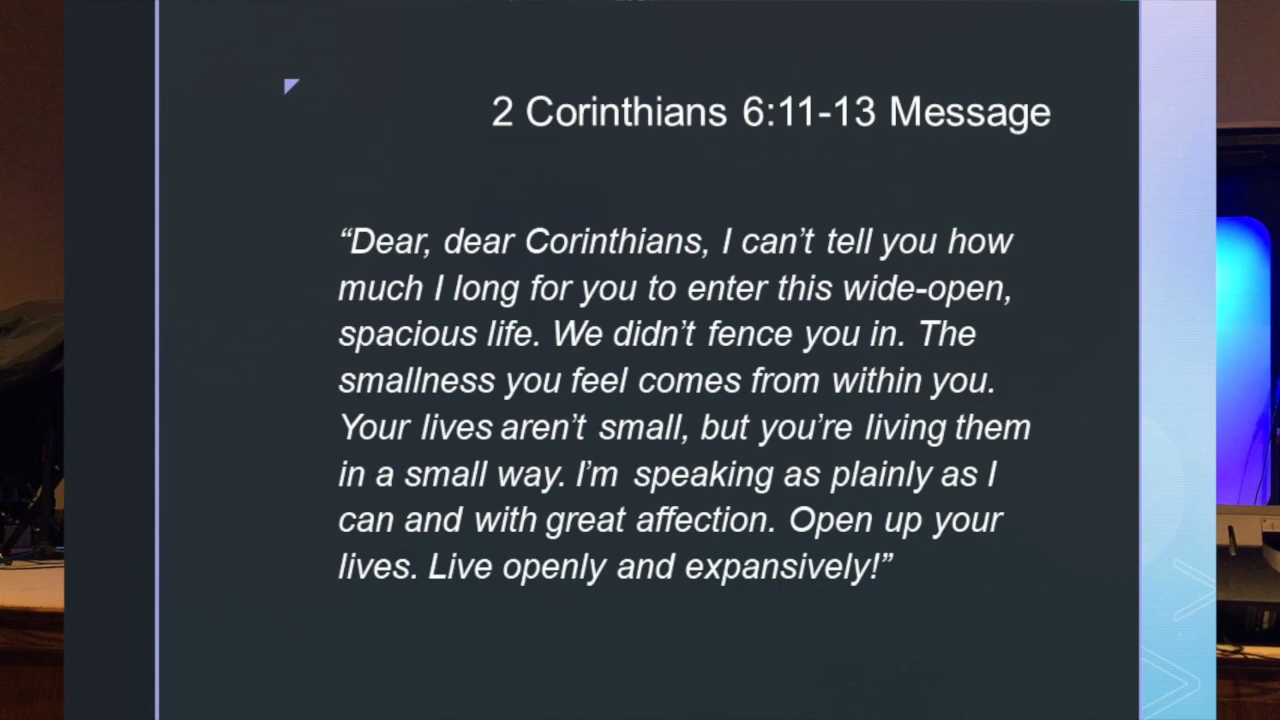 2 Corinthians 6:11-13 Message
“Dear, dear Corinthians, I can’t tell you how
much I long for you to enter this wide-open,
spacious life. We didn’t fence you in. The
smallness you feel comes from within you.
Your lives aren’t small, but you’re living them
in a small way. I’m speaking as plainly as I
can and with great affection. Open up your
lives. Live openly and expansively!”